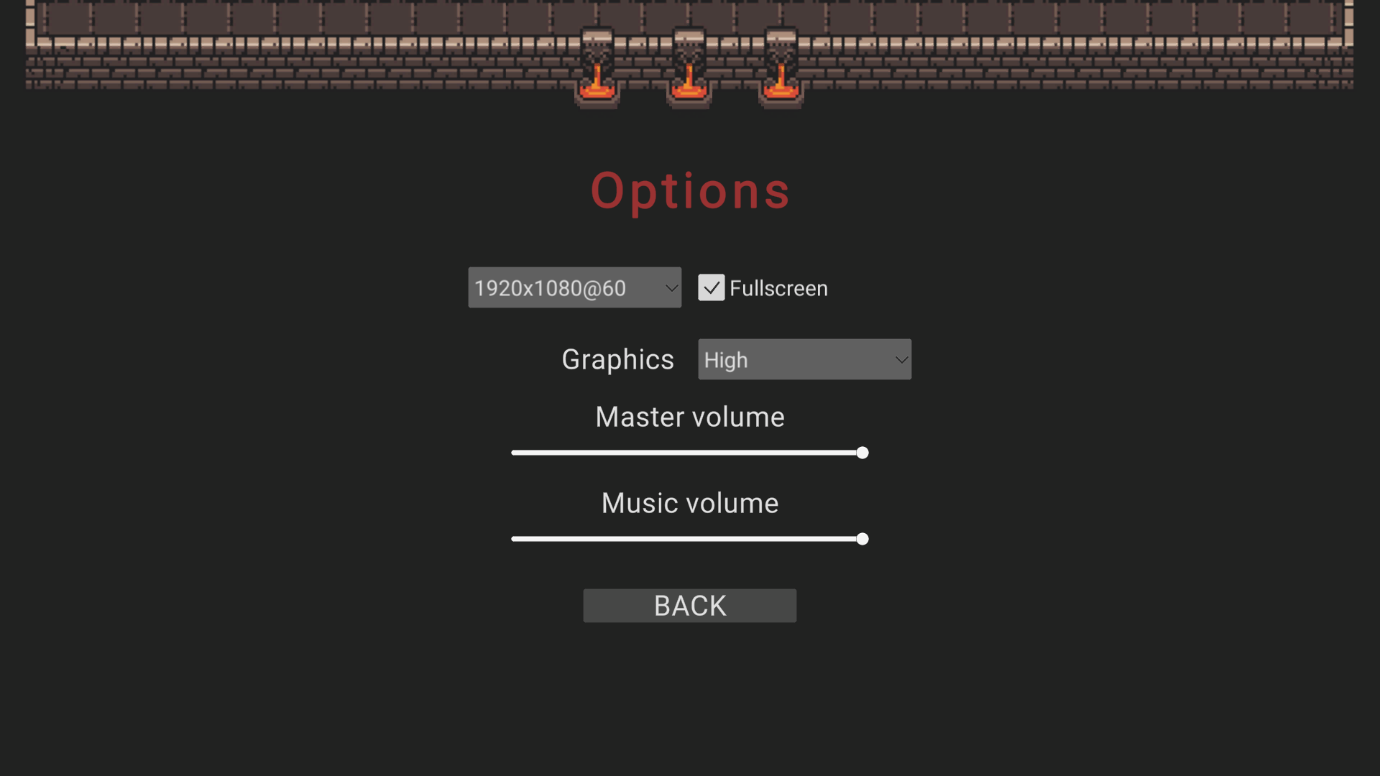 Options
1920x1080@60 Fullscreen
Graphics High
Master volume
Music volume
BACK